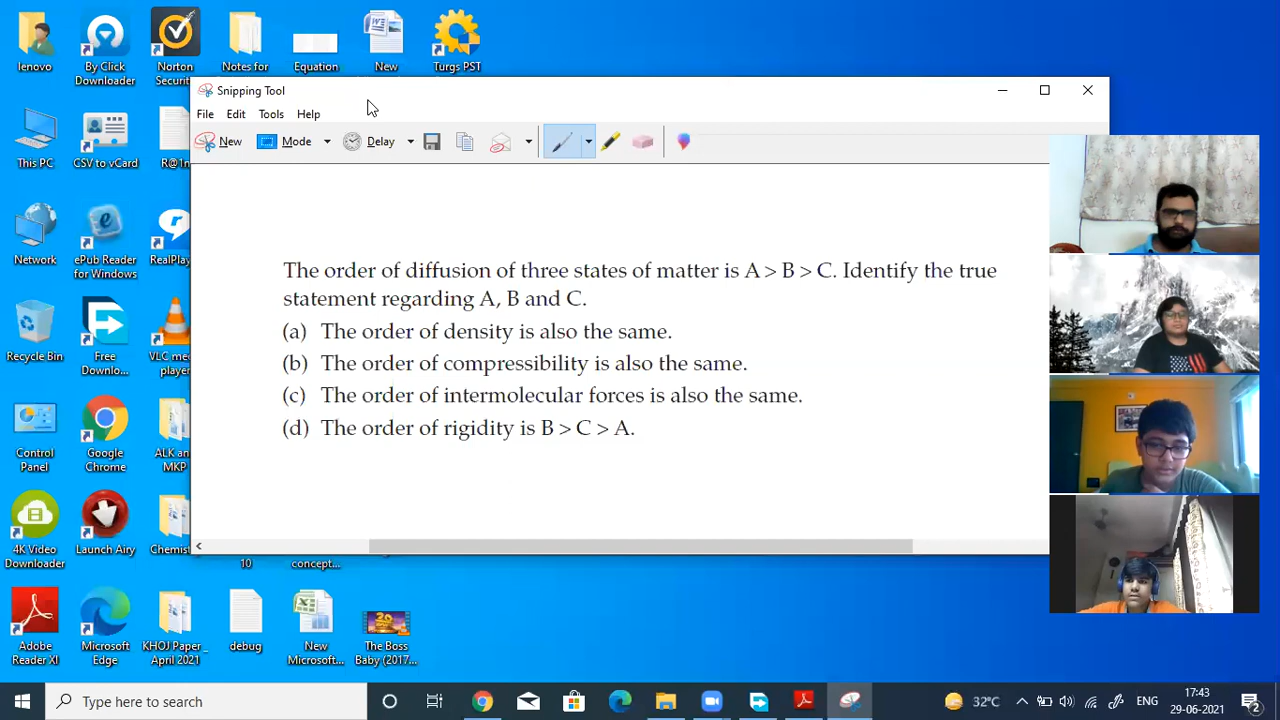 lenovo
By Click
Downloader
Norton
Securit...
Notes for
Equation
New
Turgs PST
Snipping Tool
File Edit Tools Help
New Mode Delay
This PC
CSV to vCard
R@1n
Network
ePub Reader
for Windows
RealPlay
Recycle Bin
Free
Downlo...
VLC me
player
Control
Panel
Google
Chrome
ALK an
MKP
4K Video
Downloader
Launch Airy
Chemis
10
concept...
The order of diffusion of three states of matter is A > B > C. Identify the true
statement regarding A, B and C.
(a) The order of density is also the same.
(b) The order of compressibility is also the same.
(c) The order of intermolecular forces is also the same.
(d) The order of rigidity is B > C > A.
Adobe
Reader XI
Microsoft
Edge
KHOJ Paper _
April 2021
debug
New
Microsoft...
The Boss
Baby (2017...
Type here to search
32°C
ENG
17:43
29-06-2021
2